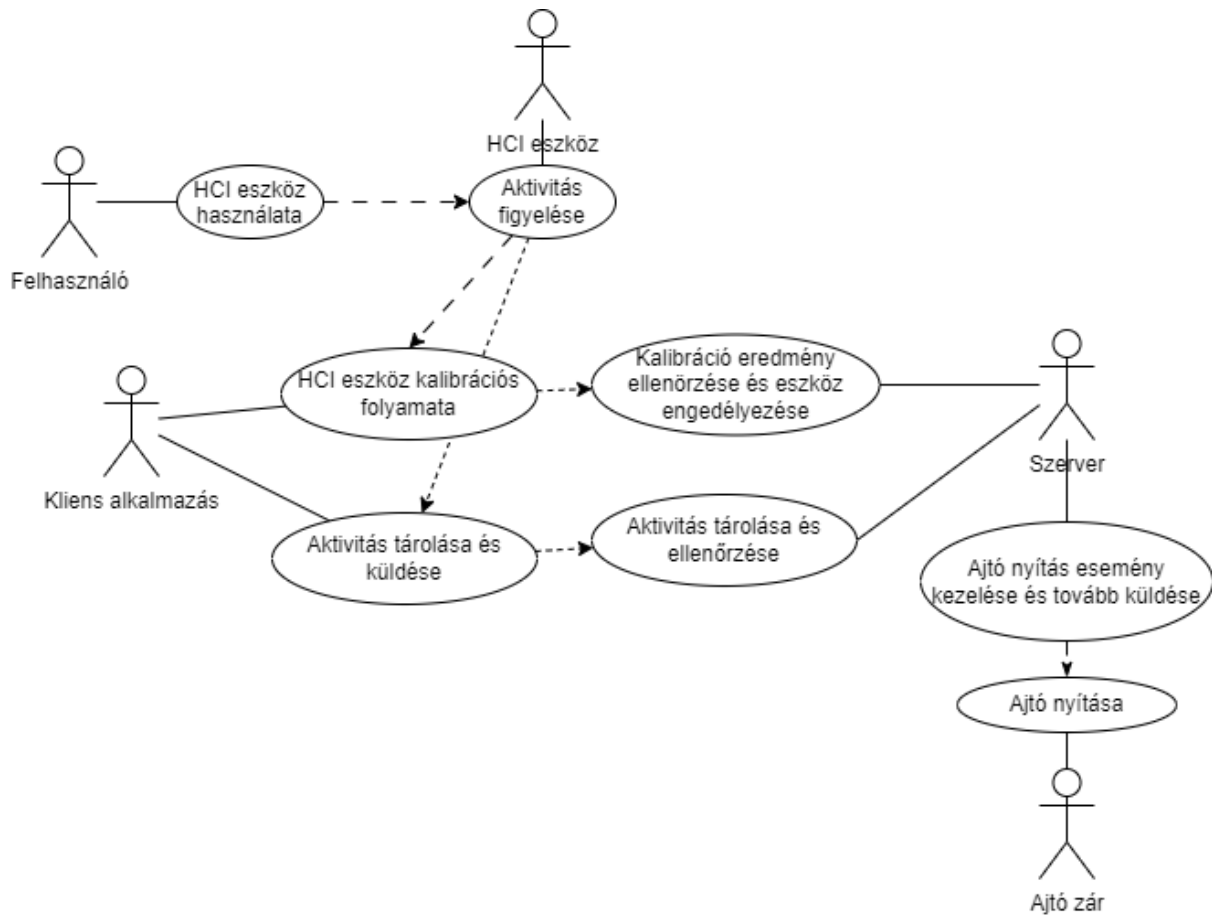 HCI eszköz
HCI eszköz
használata
Aktivitás
figyelése
Felhasználó
HCI eszköz kalibrációs
folyamata
Kalibráció eredmény
ellenörzése és eszköz
engedélyezése
Szerver
Kliens alkalmazás
Aktivitás tárolása és
küldése
Aktivitás tárolása és
ellenőrzése
Ajtó nyítás esemény
kezelése és tovább küldése
Ajtó nyítása
Ajtó zár